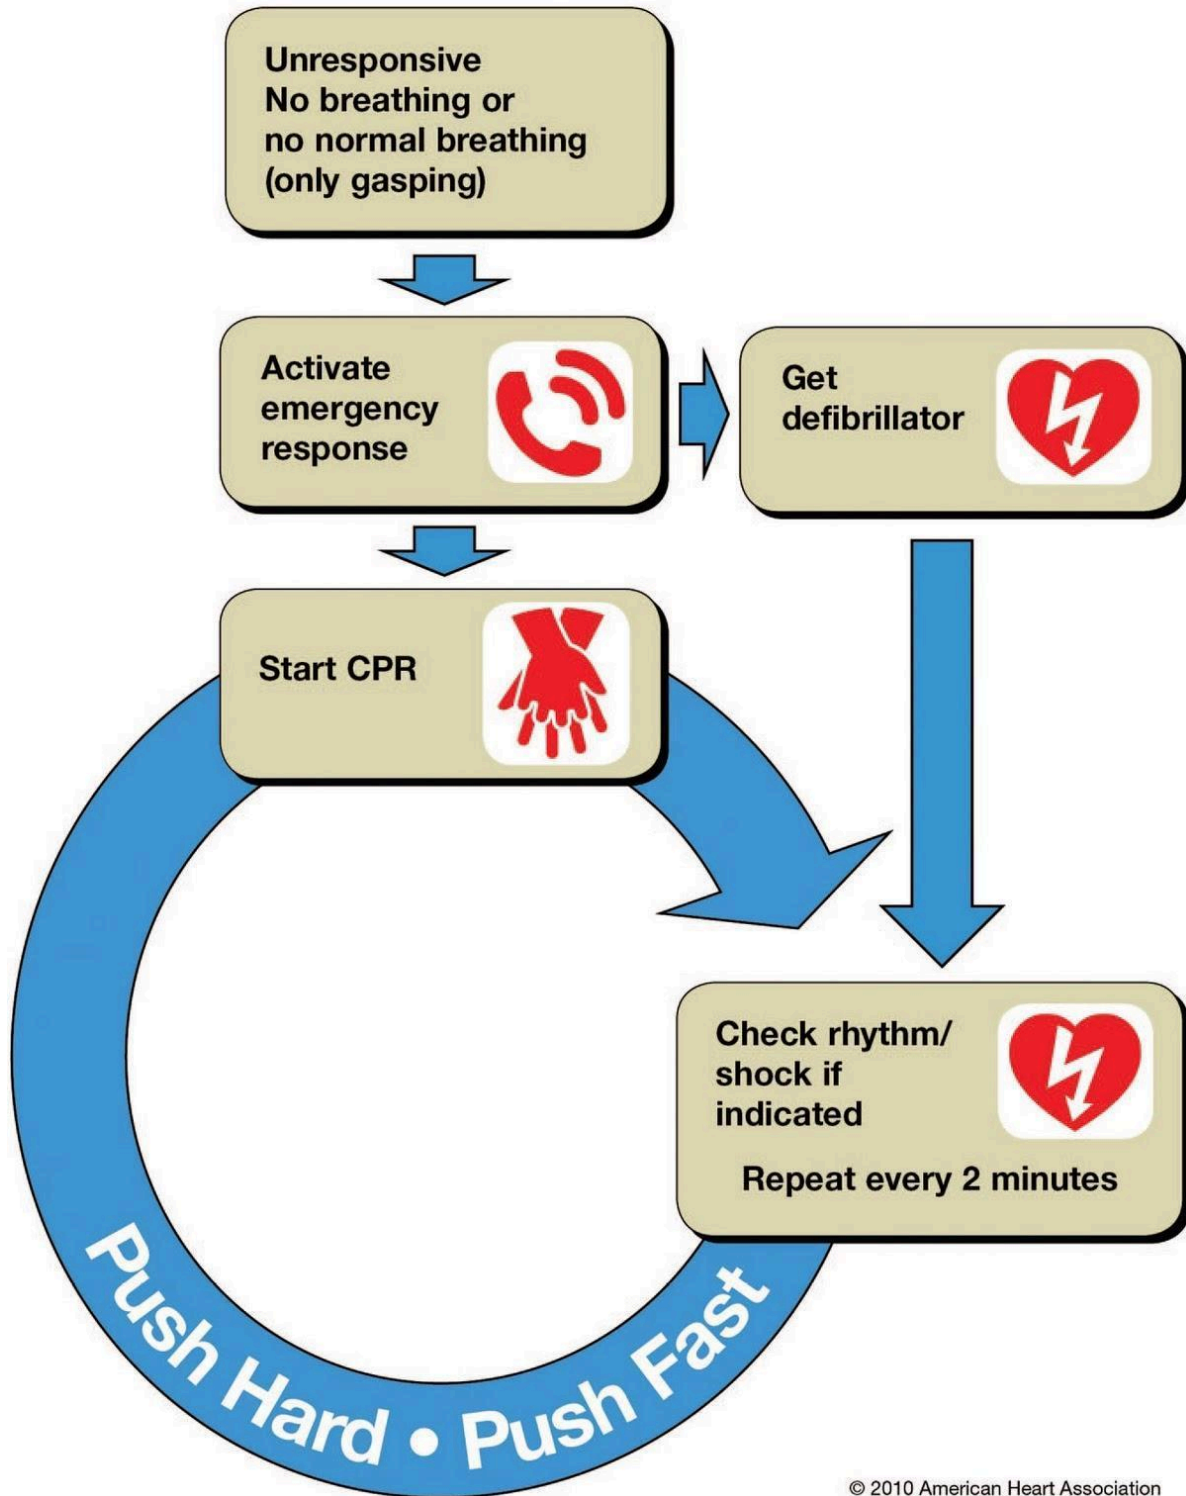 Unresponsive
No breathing or
no normal breathing
(only gasping)
Activate
emergency
response
Get
defibrillator
Start CPR
Check rhythm/
shock if
indicated
Repeat every 2 minutes
Push Hard • Push Fast
© 2010 American Heart Association